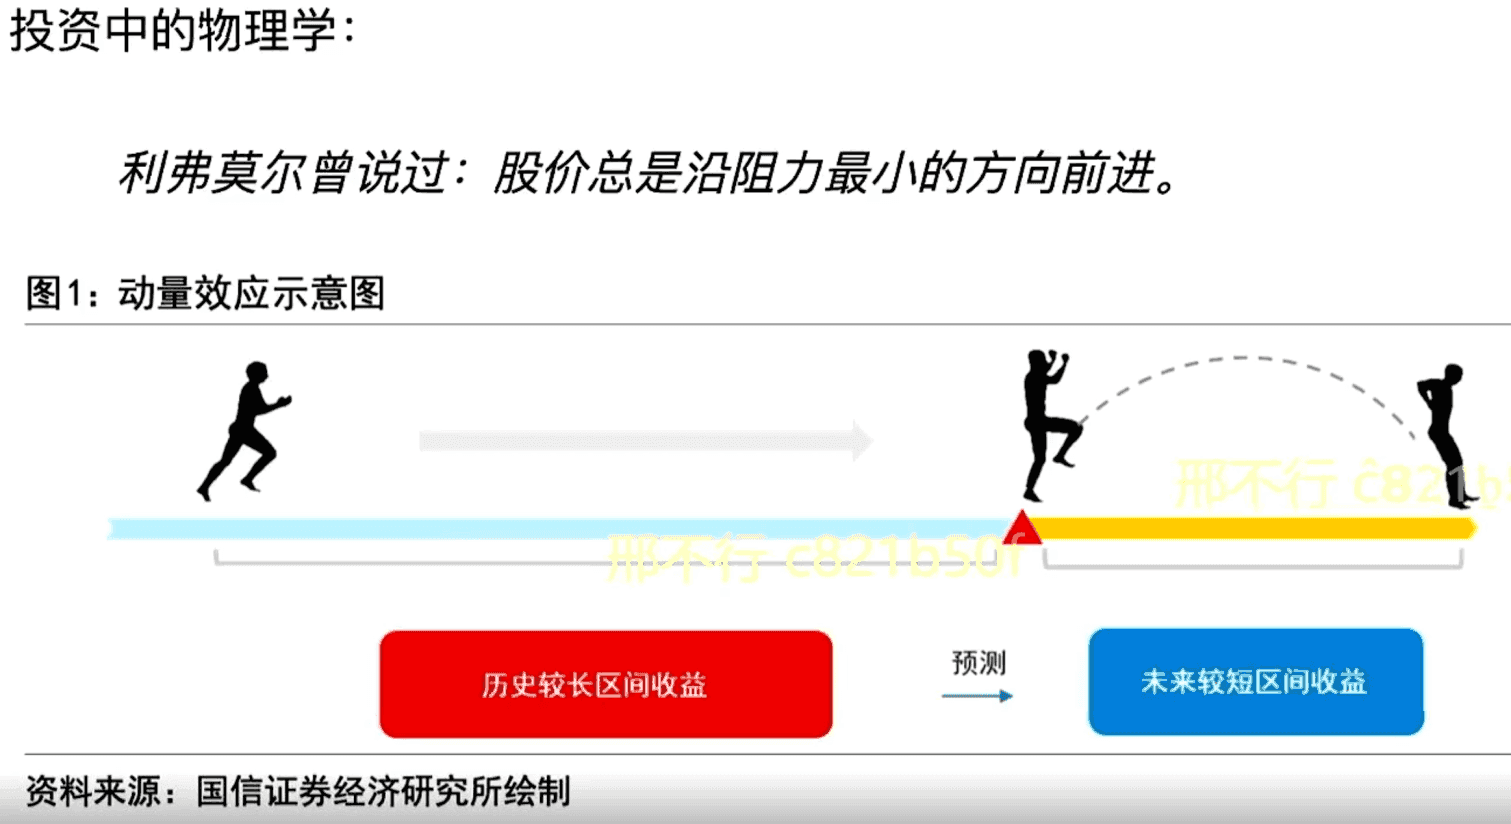 投资中的物理学：
利弗莫尔曾说过：股价总是沿阻力最小的方向前进。
图1：动量效应示意图
邢不行 c821b5
邢不行 c821b50f
历史较长区间收益
预测
未来较短区间收益
资料来源：国信证券经济研究所绘制